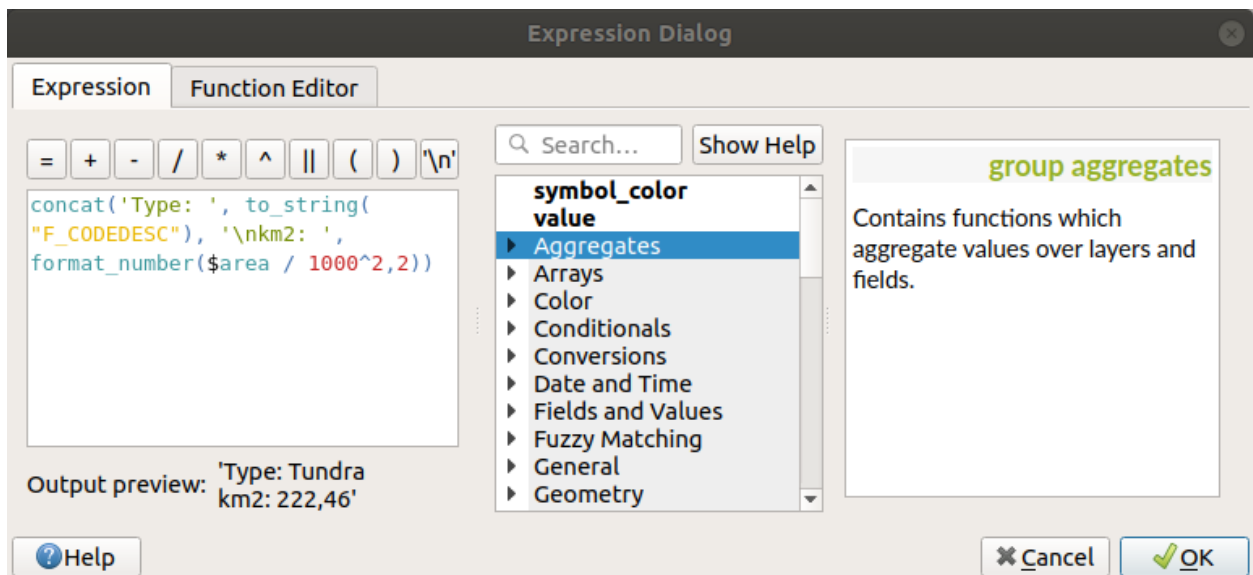 Expression Dialog
Expression
Function Editor
= + - / * ^ || ( ) '\n'
concat('Type: ', to_string(
"F_CODEDESC"), '\nkm2: ',
format_number($area / 1000^2,2))
Output preview: 'Type: Tundra
km2: 222,46'
Search...
Show Help
symbol_color
value
Aggregates
Arrays
Color
Conditionals
Conversions
Date and Time
Fields and Values
Fuzzy Matching
General
Geometry
group aggregates
Contains functions which
aggregate values over layers and
fields.
Help
Cancel
OK